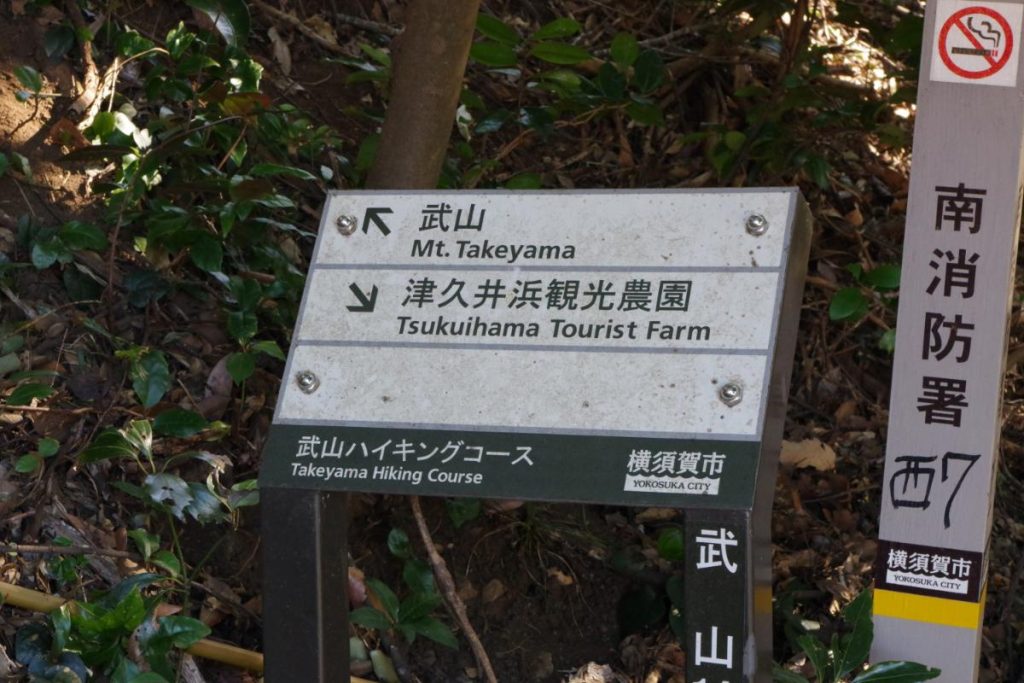 武山
Mt. Takeyama
津久井浜観光農園
Tsukuihama Tourist Farm
武山ハイキングコース
Takeyama Hiking Course
横須賀市
YOKOSUKA CITY
武山
南消防署
西7
横須賀市
YOKOSUKA CITY